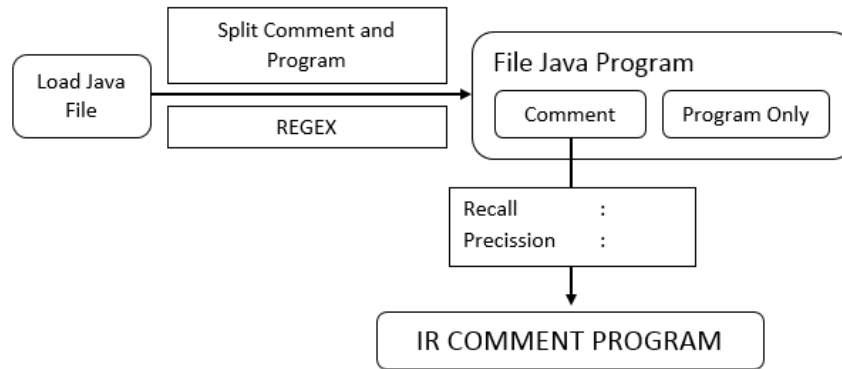 Split Comment and
Program
Load Java
File
REGEX
File Java Program
Comment
Program Only
Recall :
Precission :
IR COMMENT PROGRAM